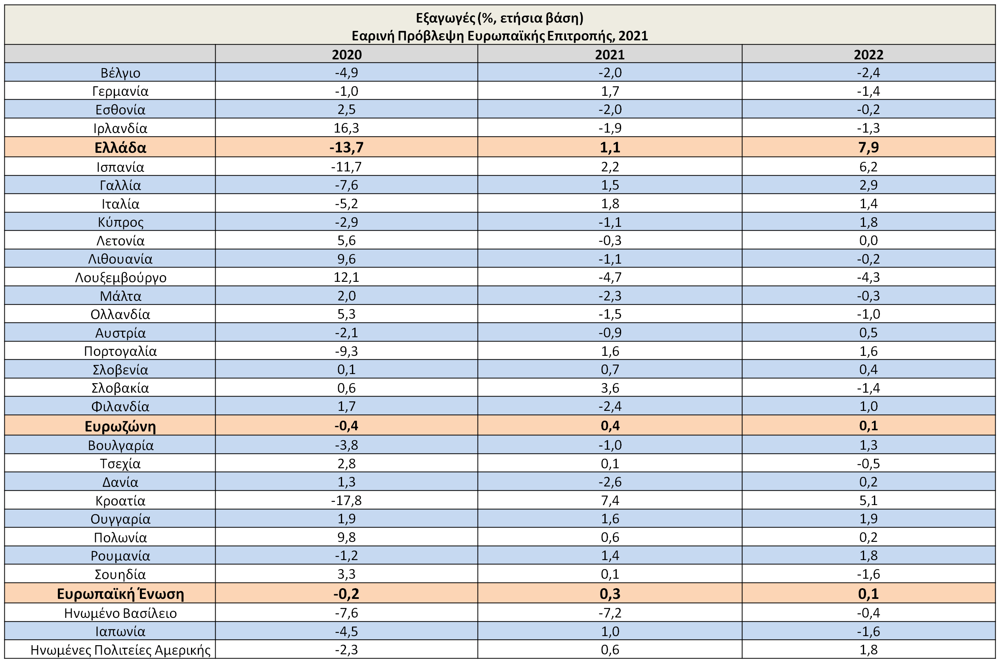 Εξαγωγές (%, ετήσια βάση)
Εαρινή Πρόβλεψη Ευρωπαϊκής Επιτροπής, 2021
2020 2021 2022
Βέλγιο -4,9 -2,0 -2,4
Γερμανία -1,0 1,7 -1,4
Εσθονία 2,5 -2,0 -0,2
Ιρλανδία 16,3 -1,9 -1,3
Ελλάδα -13,7 1,1 7,9
Ισπανία -11,7 2,2 6,2
Γαλλία -7,6 1,5 2,9
Ιταλία -5,2 1,8 1,4
Κύπρος -2,9 -1,1 1,8
Λετονία 5,6 -0,3 0,0
Λιθουανία 9,6 -1,1 -0,2
Λουξεμβούργο 12,1 -4,7 -4,3
Μάλτα 2,0 -2,3 -0,3
Ολλανδία 5,3 -1,5 -1,0
Αυστρία -2,1 -0,9 0,5
Πορτογαλία -9,3 1,6 1,6
Σλοβενία 0,1 0,7 0,4
Σλοβακία 0,6 3,6 -1,4
Φιλανδία 1,7 -2,4 1,0
Ευρωζώνη -0,4 0,4 0,1
Βουλγαρία -3,8 -1,0 1,3
Τσεχία 2,8 0,1 -0,5
Δανία 1,3 -2,6 0,2
Κροατία -17,8 7,4 5,1
Ουγγαρία 1,9 1,6 1,9
Πολωνία 9,8 0,6 0,2
Ρουμανία -1,2 1,4 1,8
Σουηδία 3,3 0,1 -1,6
Ευρωπαϊκή Ένωση -0,2 0,3 0,1
Ηνωμένο Βασίλειο -7,6 -7,2 -0,4
Ιαπωνία -4,5 1,0 -1,6
Ηνωμένες Πολιτείες Αμερικής -2,3 0,6 1,8